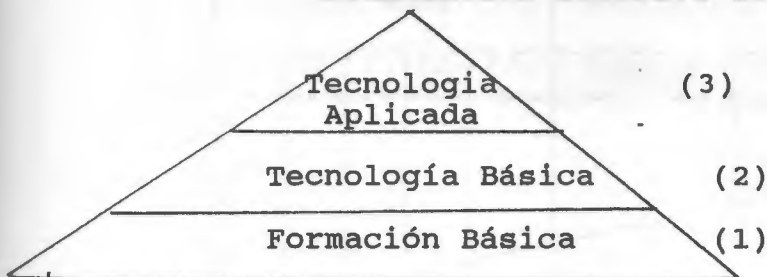 Tecnologia (3)
Aplicada
Tecnología Básica (2)
Formación Básica (1)